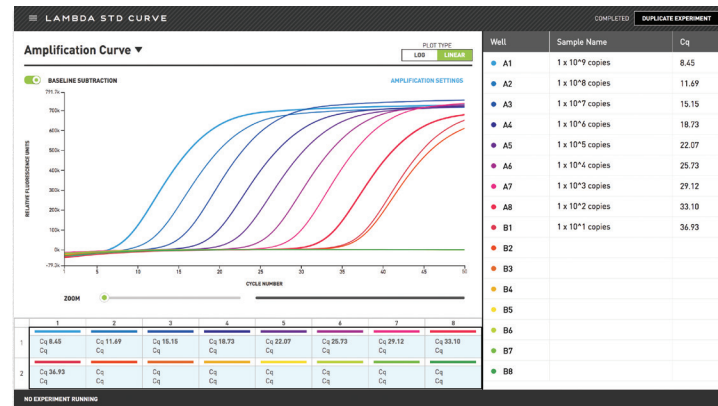 ≡ LAMBDA STD CURVE
COMPLETED
DUPLICATE EXPERIMENT
Amplification Curve ▼
PLOT TYPE
LOG LINEAR
BASELINE SUBTRACTION
AMPLIFICATION SETTINGS
RELATIVE FLUORESCENCE UNITS
771.7k
700k
600k
500k
400k
300k
200k
100k
0k
-79.3k
1 5 10 15 20 25 30 35 40 45 50
CYCLE NUMBER
ZOOM
1 2 3 4 5 6 7 8
1 Cq 8.45 Cq 11.69 Cq 15.15 Cq 18.73 Cq 22.07 Cq 25.73 Cq 29.12 Cq 33.10
Cq Cq Cq Cq Cq Cq Cq Cq
2 Cq 36.93 Cq Cq Cq Cq Cq Cq Cq
Cq Cq Cq Cq Cq Cq Cq Cq
Well Sample Name Cq
A1 1 x 10^9 copies 8.45
A2 1 x 10^8 copies 11.69
A3 1 x 10^7 copies 15.15
A4 1 x 10^6 copies 18.73
A5 1 x 10^5 copies 22.07
A6 1 x 10^4 copies 25.73
A7 1 x 10^3 copies 29.12
A8 1 x 10^2 copies 33.10
B1 1 x 10^1 copies 36.93
B2
B3
B4
B5
B6
B7
B8
NO EXPERIMENT RUNNING